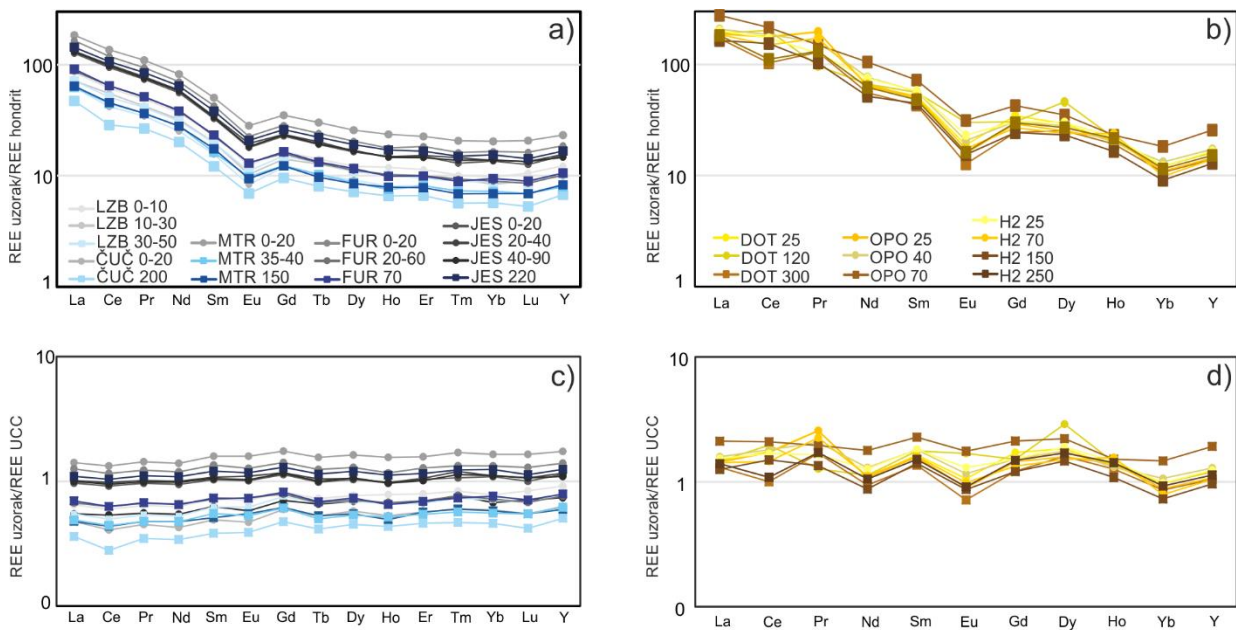 a)
REE uzorak/REE hondrit
100
10
1
LZB 0-10
LZB 10-30
LZB 30-50
ČUČ 0-20
ČUČ 200
MTR 0-20
MTR 35-40
MTR 150
FUR 0-20
FUR 20-60
FUR 70
JES 0-20
JES 20-40
JES 40-90
JES 220
La Ce Pr Nd Sm Eu Gd Tb Dy Ho Er Tm Yb Lu Y
b)
REE uzorak/REE hondrit
100
10
1
DOT 25
DOT 120
DOT 300
OPO 25
OPO 40
OPO 70
H2 25
H2 70
H2 150
H2 250
La Ce Pr Nd Sm Eu Gd Dy Ho Yb Y
c)
REE uzorak/REE UCC
10
1
0
La Ce Pr Nd Sm Eu Gd Tb Dy Ho Er Tm Yb Lu Y
d)
REE uzorak/REE UCC
10
1
0
La Ce Pr Nd Sm Eu Gd Dy Ho Yb Y